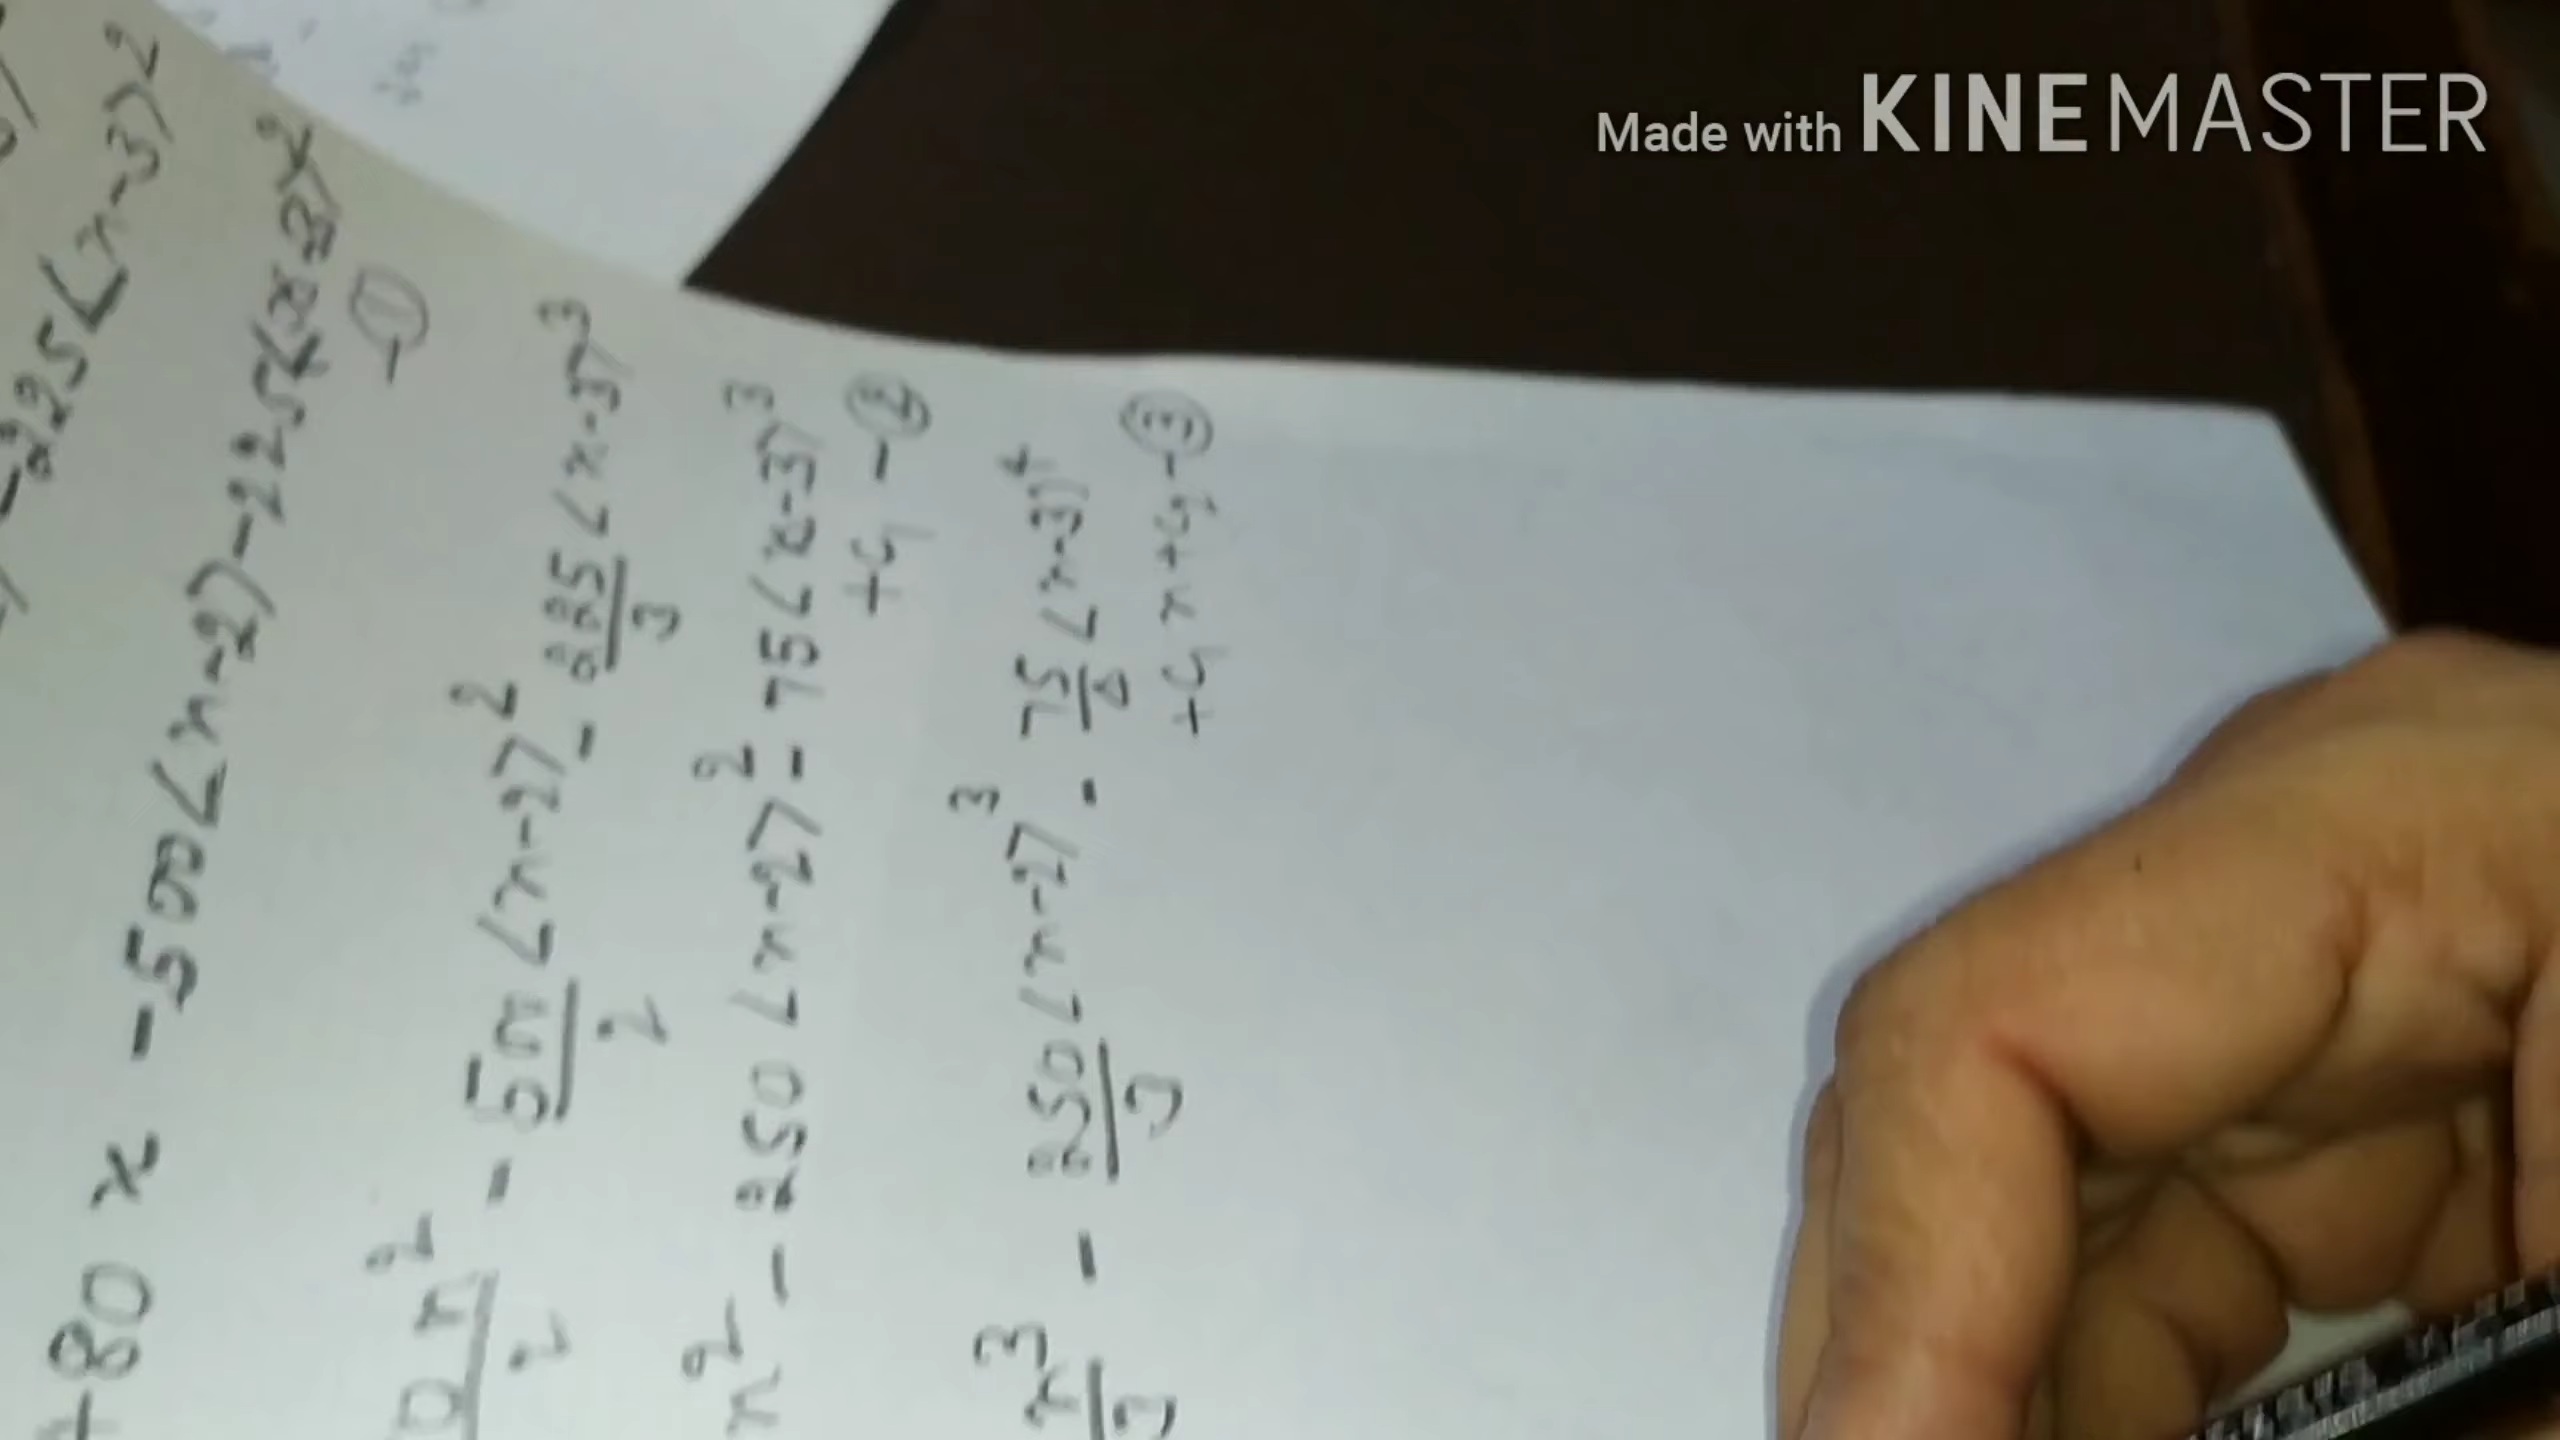 Made with KINEMASTER
-225<x-3>²
+80x -500<x-2> -225<x-3>²
-①
0x²/2 - 500/2 <x-2>² - 225/3 <x-3>³
x² - 250<x-2>² - 75<x-3>³
+C₁ -②
x³/3 - 250/3 <x-2>³ - 75/4 <x-3>⁴
+C₁x+C₂ -③